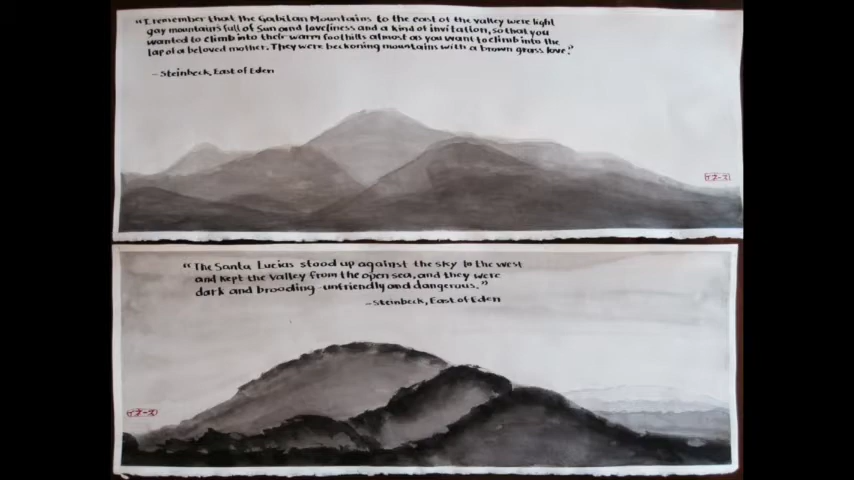 "I remember that the Gabilan Mountains to the east of the valley were light
gay mountains full of sun and loveliness and a kind of invitation, so that you
wanted to climb into their warm foothills almost as you want to climb into the
lap of a beloved mother. They were beckoning mountains with a brown grass love."
- Steinbeck, East of Eden
"The Santa Lucias stood up against the sky to the west
and kept the valley from the open sea, and they were
dark and brooding-unfriendly and dangerous."
- Steinbeck, East of Eden